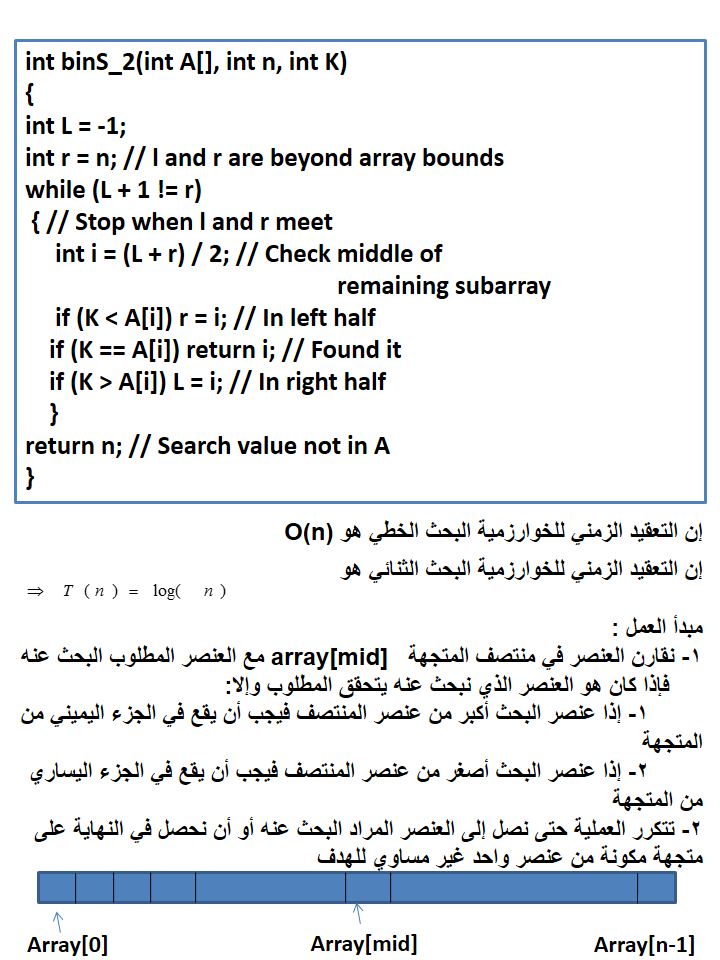 int binS_2(int A[], int n, int K)
{
int L = -1;
int r = n; // l and r are beyond array bounds
while (L + 1 != r)
{ // Stop when l and r meet
int i = (L + r) / 2; // Check middle of
remaining subarray
if (K < A[i]) r = i; // In left half
if (K == A[i]) return i; // Found it
if (K > A[i]) L = i; // In right half
}
return n; // Search value not in A
}
إن التعقيد الزمني للخوارزمية البحث الخطي هو O(n)
إن التعقيد الزمني للخوارزمية البحث الثنائي هو
⇒ T ( n ) = log( n )
مبدأ العمل :
١- نقارن العنصر في منتصف المتجهة array[mid] مع العنصر المطلوب البحث عنه
فإذا كان هو العنصر الذي نبحث عنه يتحقق المطلوب وإلا:
١- إذا عنصر البحث أكبر من عنصر المنتصف فيجب أن يقع في الجزء اليميني من
المتجهة
٢- إذا عنصر البحث أصغر من عنصر المنتصف فيجب أن يقع في الجزء اليساري
من المتجهة
٢- تتكرر العملية حتى نصل إلى العنصر المراد البحث عنه أو أن نحصل في النهاية على
متجهة مكونة من عنصر واحد غير مساوي للهدف
Array[0] Array[mid] Array[n-1]